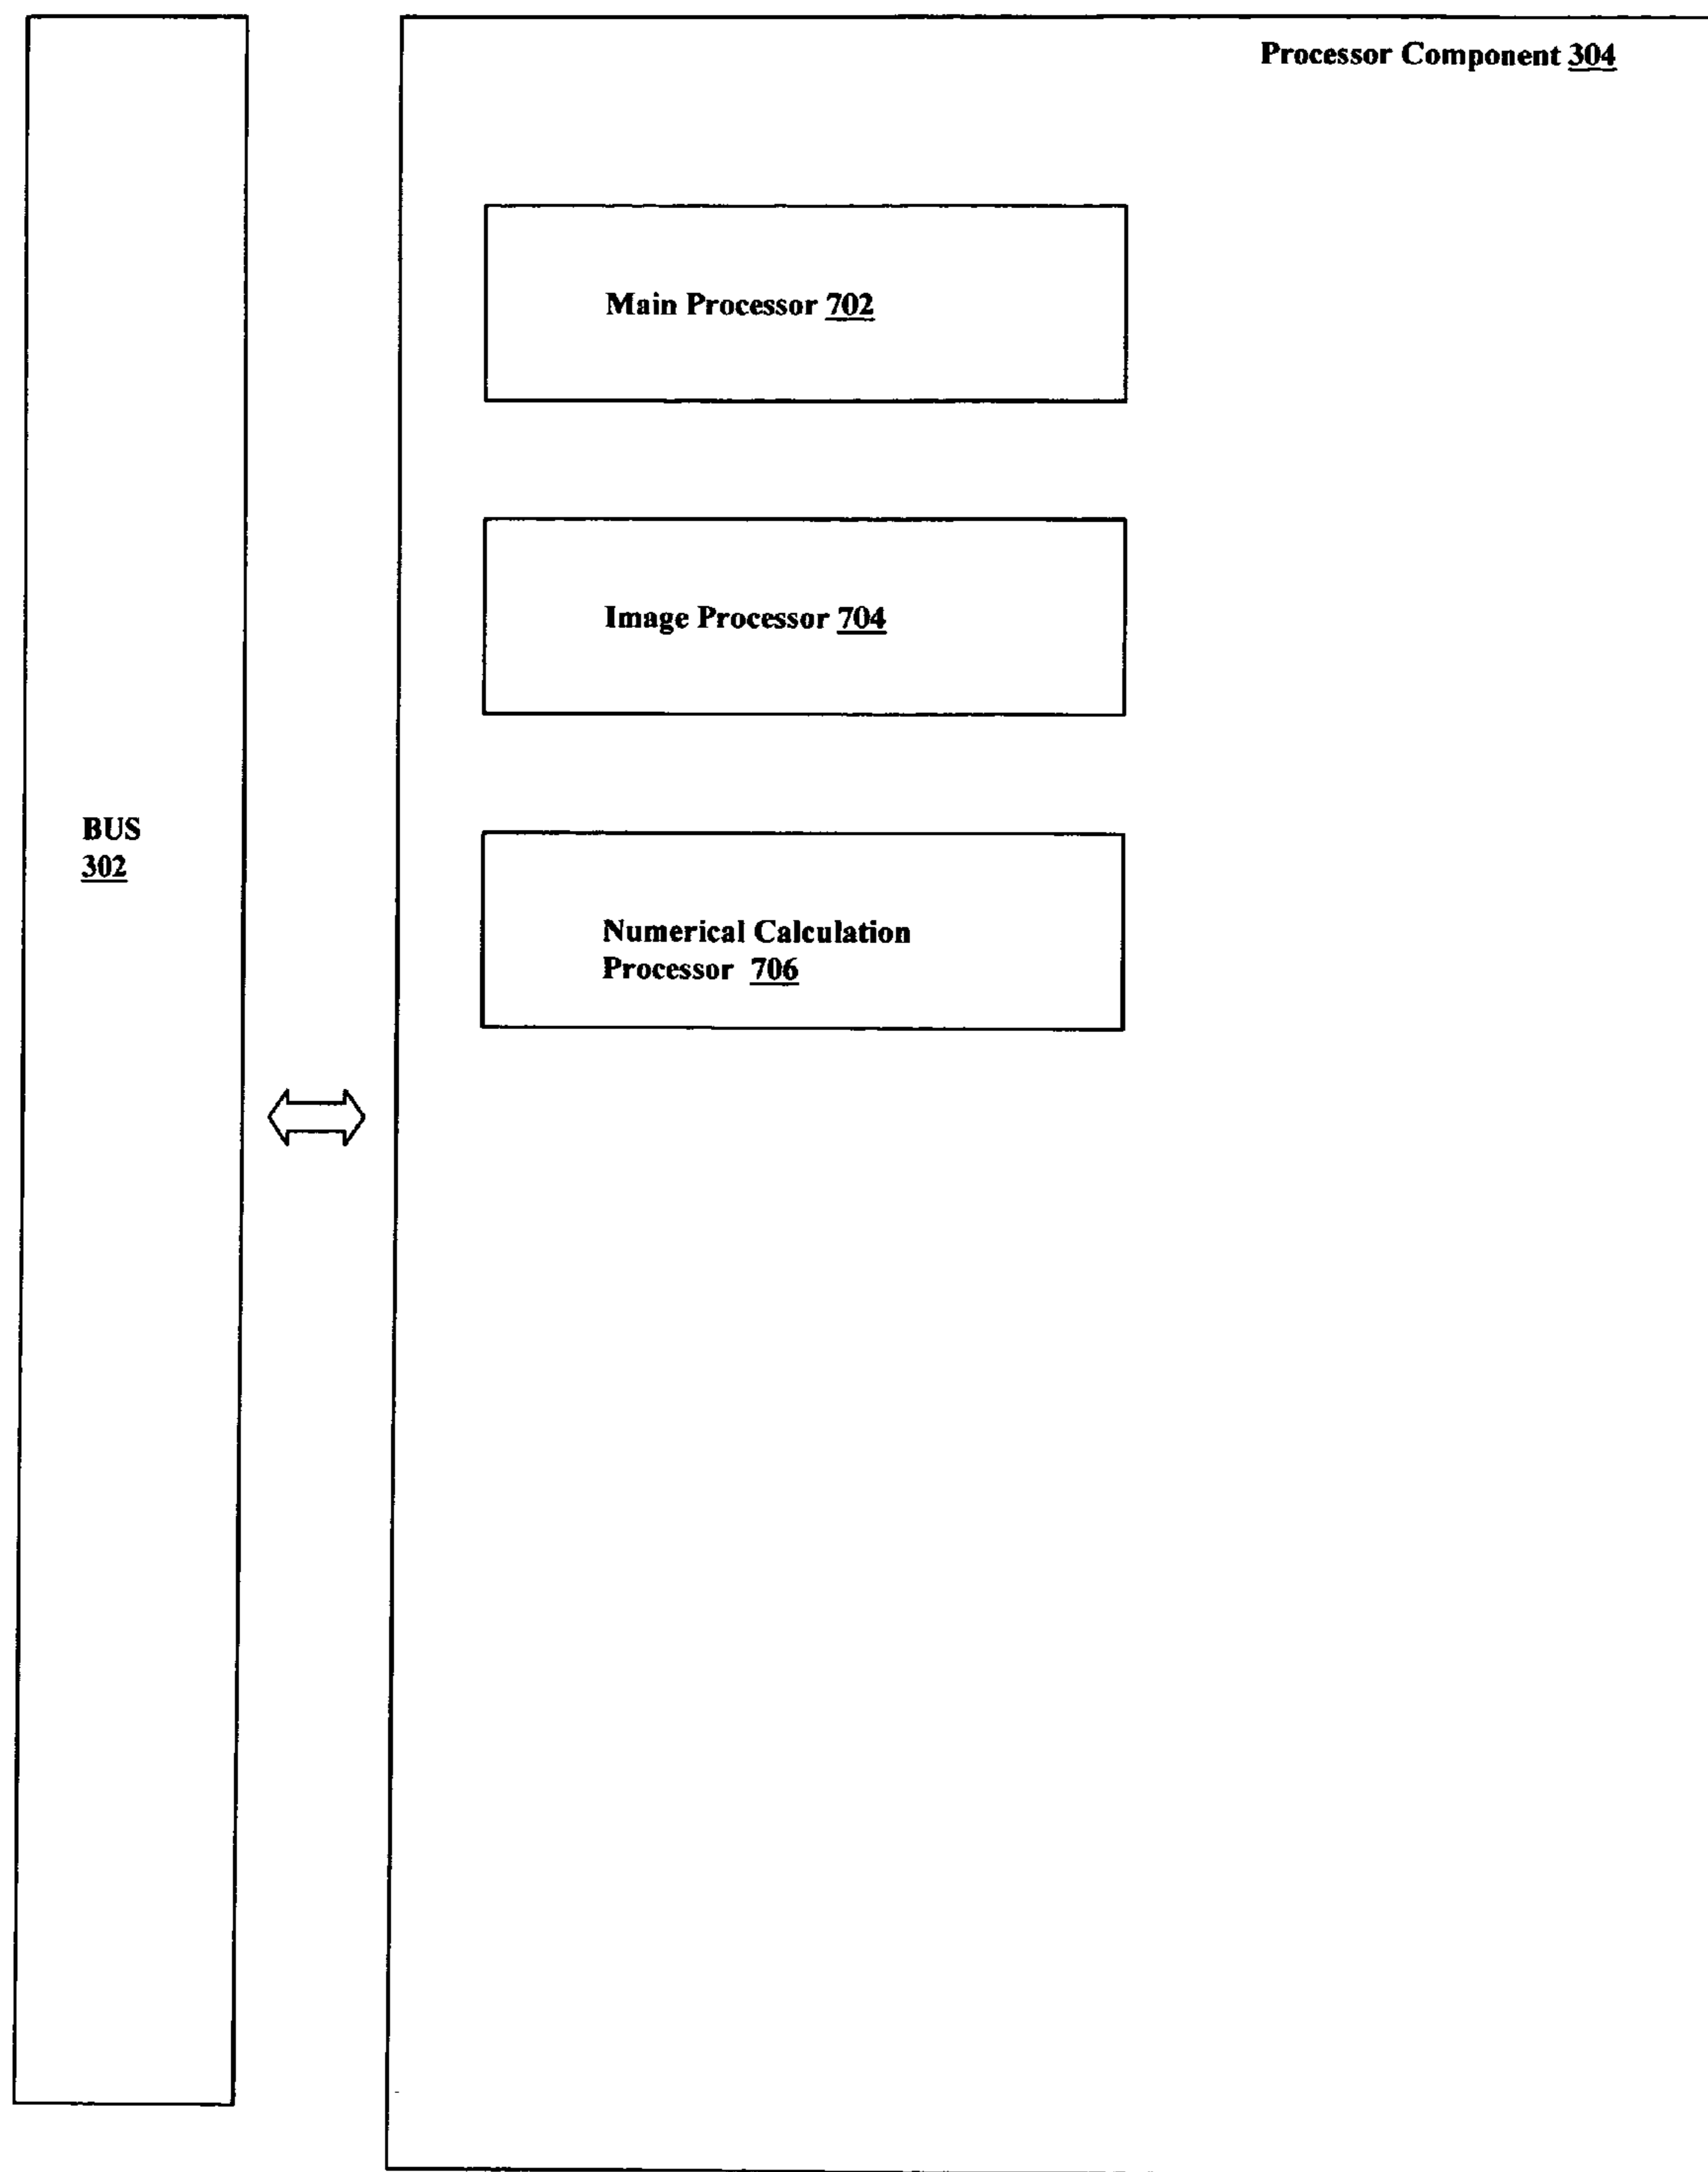 Processor Component 304
Main Processor 702
Image Processor 704
BUS
302
Numerical Calculation
Processor 706